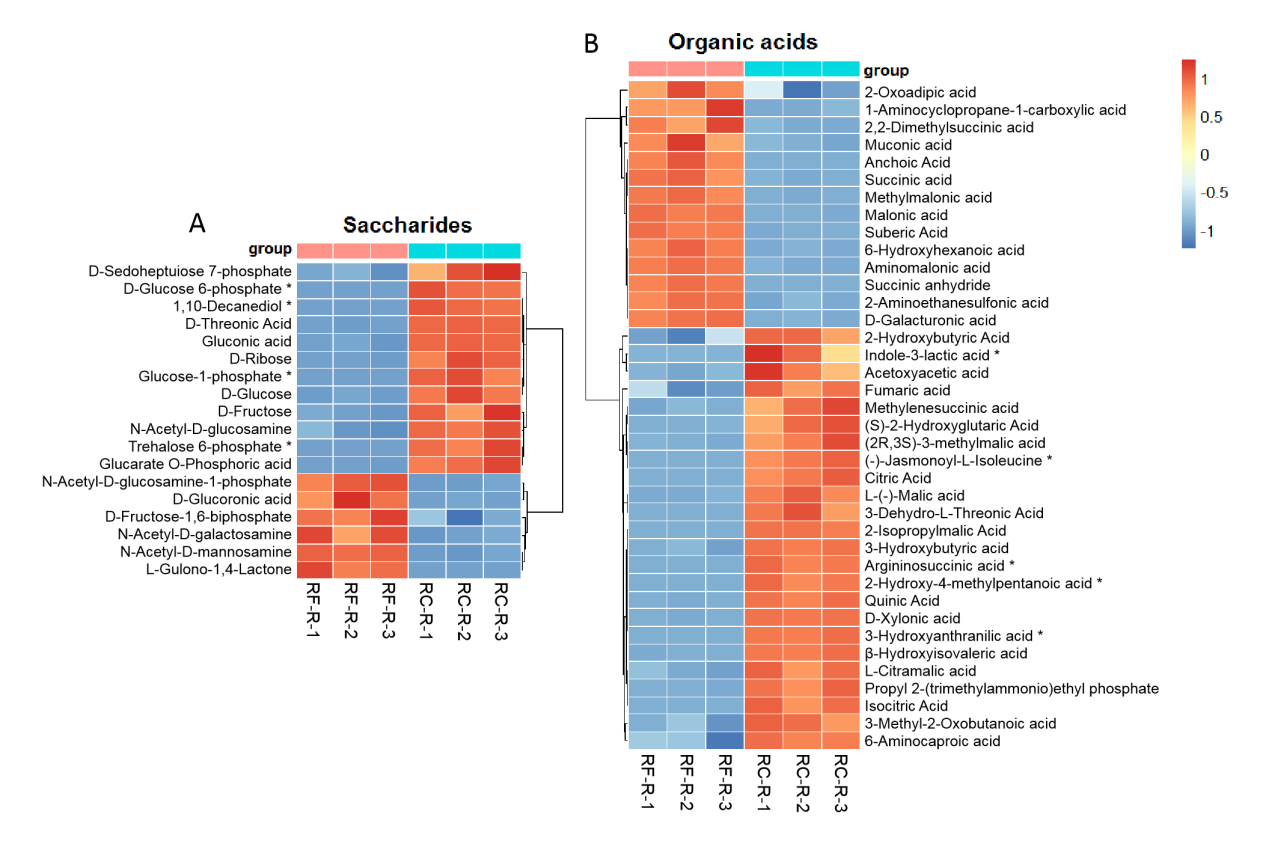 A
Saccharides
group
D-Sedoheptuiose 7-phosphate
D-Glucose 6-phosphate *
1,10-Decanediol *
D-Threonic Acid
Gluconic acid
D-Ribose
Glucose-1-phosphate *
D-Glucose
D-Fructose
N-Acetyl-D-glucosamine
Trehalose 6-phosphate *
Glucarate O-Phosphoric acid
N-Acetyl-D-glucosamine-1-phosphate
D-Glucoronic acid
D-Fructose-1,6-biphosphate
N-Acetyl-D-galactosamine
N-Acetyl-D-mannosamine
L-Gulono-1,4-Lactone
RF-R-1
RF-R-2
RF-R-3
RC-R-1
RC-R-2
RC-R-3
B
Organic acids
group
2-Oxoadipic acid
1-Aminocyclopropane-1-carboxylic acid
2,2-Dimethylsuccinic acid
Muconic acid
Anchoic Acid
Succinic acid
Methylmalonic acid
Malonic acid
Suberic Acid
6-Hydroxyhexanoic acid
Aminomalonic acid
Succinic anhydride
2-Aminoethanesulfonic acid
D-Galacturonic acid
2-Hydroxybutyric Acid
Indole-3-lactic acid *
Acetoxyacetic acid
Fumaric acid
Methylenesuccinic acid
(S)-2-Hydroxyglutaric Acid
(2R,3S)-3-methylmalic acid
(-)-Jasmonoyl-L-Isoleucine *
Citric Acid
L-(-)-Malic acid
3-Dehydro-L-Threonic Acid
2-Isopropylmalic Acid
3-Hydroxybutyric acid
Argininosuccinic acid *
2-Hydroxy-4-methylpentanoic acid *
Quinic Acid
D-Xylonic acid
3-Hydroxyanthranilic acid *
β-Hydroxyisovaleric acid
L-Citramalic acid
Propyl 2-(trimethylammonio)ethyl phosphate
Isocitric Acid
3-Methyl-2-Oxobutanoic acid
6-Aminocaproic acid
RF-R-1
RF-R-2
RF-R-3
RC-R-1
RC-R-2
RC-R-3
1
0.5
0
-0.5
-1